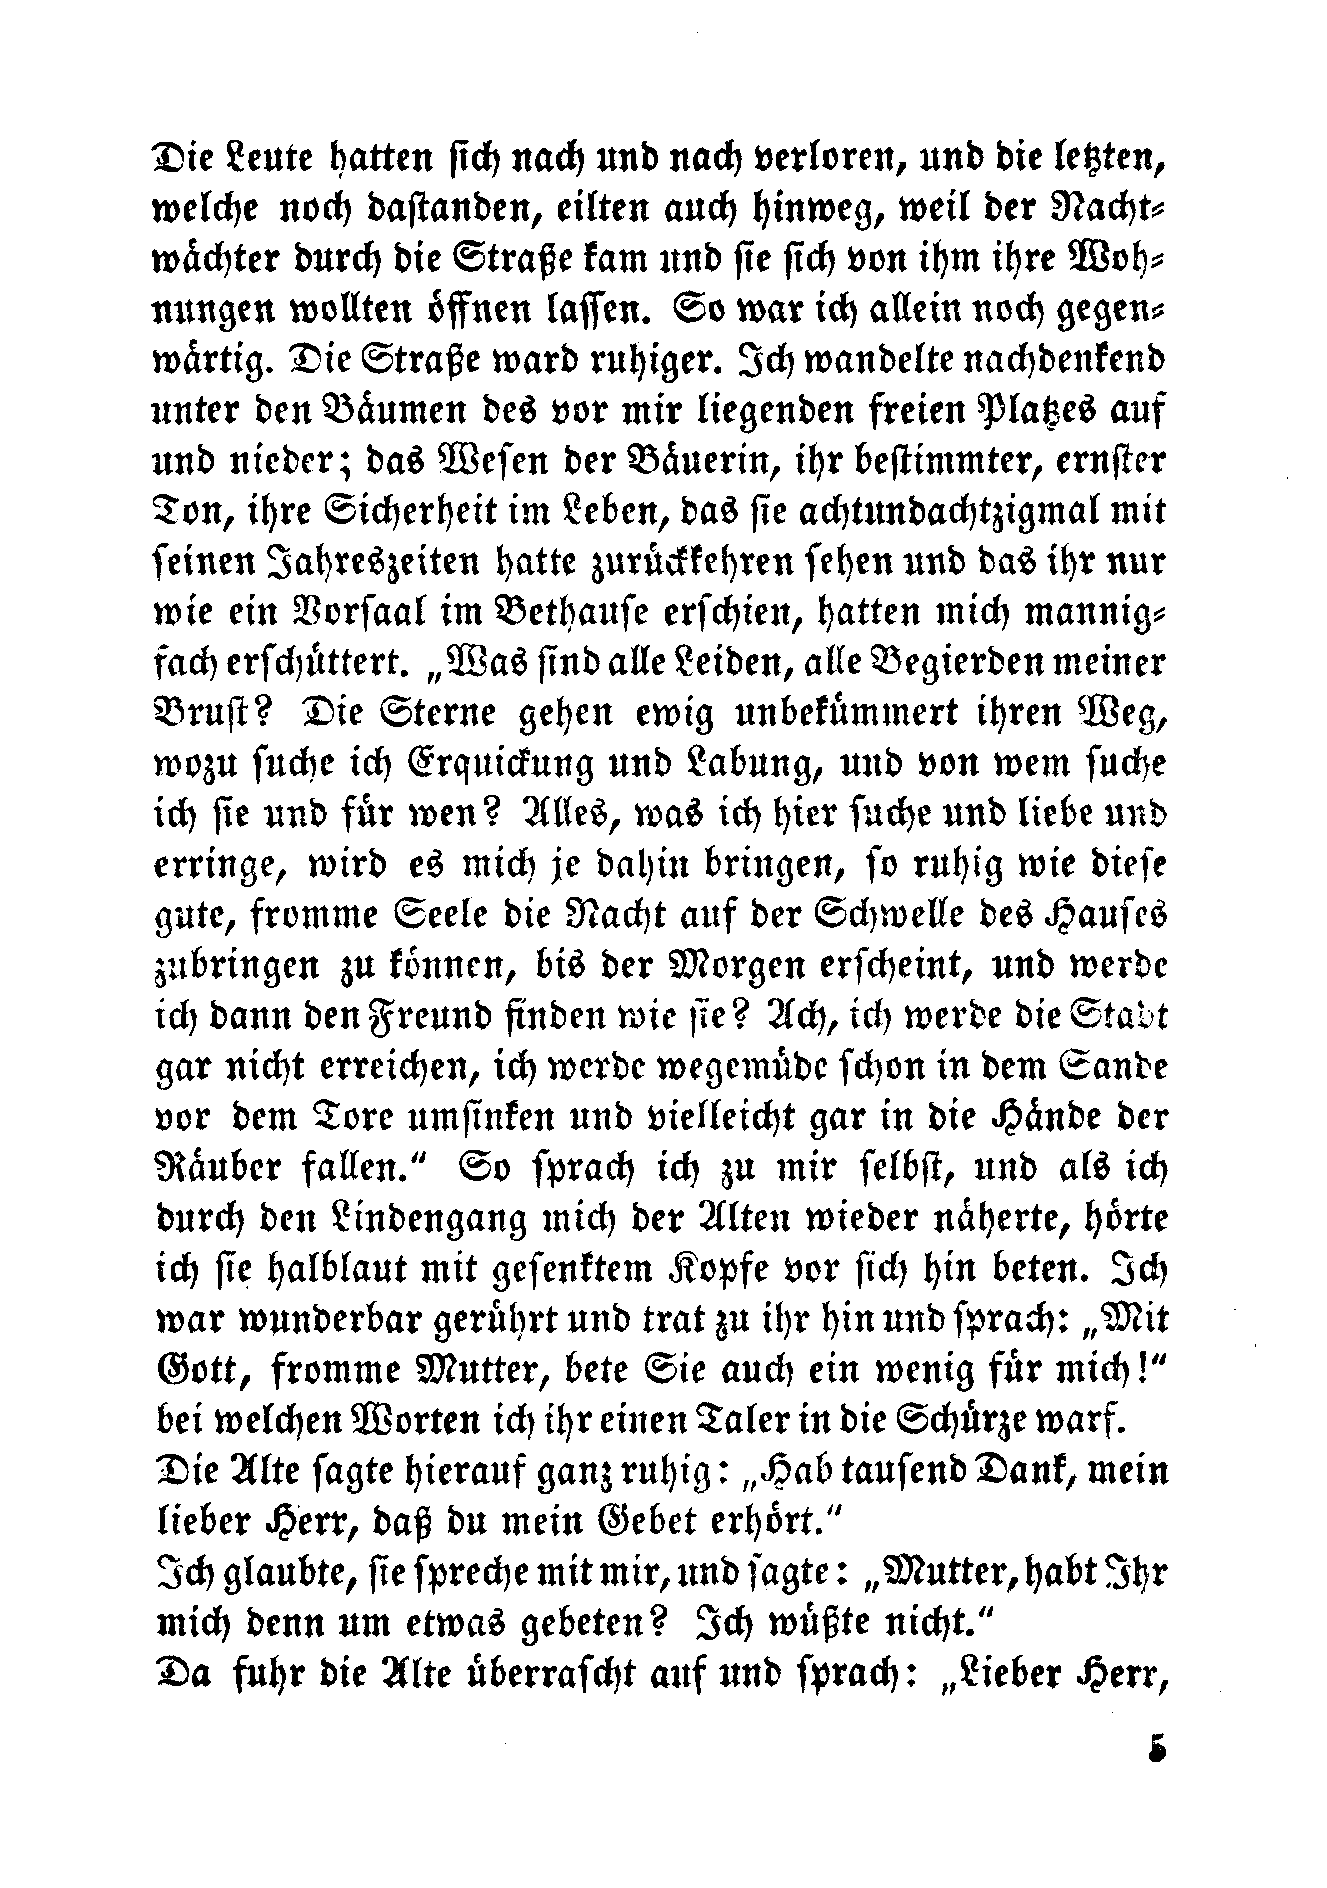 Die Leute hatten sich nach und nach verloren, und die letzten,
welche noch dastanden, eilten auch hinweg, weil der Nacht-
wächter durch die Straße kam und sie sich von ihm ihre Woh-
nungen wollten öffnen lassen. So war ich allein noch gegen-
wärtig. Die Straße ward ruhiger. Ich wandelte nachdenkend
unter den Bäumen des vor mir liegenden freien Platzes auf
und nieder; das Wesen der Bäuerin, ihr bestimmter, ernster
Ton, ihre Sicherheit im Leben, das sie achtundachtzigmal mit
seinen Jahreszeiten hatte zurückkehren sehen und das ihr nur
wie ein Vorsaal im Bethause erschien, hatten mich mannig-
fach erschüttert. „Was sind alle Leiden, alle Begierden meiner
Brust? Die Sterne gehen ewig unbekümmert ihren Weg,
wozu suche ich Erquickung und Labung, und von wem suche
ich sie und für wen? Alles, was ich hier suche und liebe und
erringe, wird es mich je dahin bringen, so ruhig wie diese
gute, fromme Seele die Nacht auf der Schwelle des Hauses
zubringen zu können, bis der Morgen erscheint, und werde
ich dann den Freund finden wie sie? Ach, ich werde die Stadt
gar nicht erreichen, ich werde wegemüde schon in dem Sande
vor dem Tore umsinken und vielleicht gar in die Hände der
Räuber fallen.“ So sprach ich zu mir selbst, und als ich
durch den Lindengang mich der Alten wieder näherte, hörte
ich sie halblaut mit gesenktem Kopfe vor sich hin beten. Ich
war wunderbar gerührt und trat zu ihr hin und sprach: „Mit
Gott, fromme Mutter, bete Sie auch ein wenig für mich!“
bei welchen Worten ich ihr einen Taler in die Schürze warf.
Die Alte sagte hierauf ganz ruhig: „Hab tausend Dank, mein
lieber Herr, daß du mein Gebet erhört.“
Ich glaubte, sie spreche mit mir, und sagte: „Mutter, habt Ihr
mich denn um etwas gebeten? Ich wüßte nicht.“
Da fuhr die Alte überrascht auf und sprach: „Lieber Herr,
5